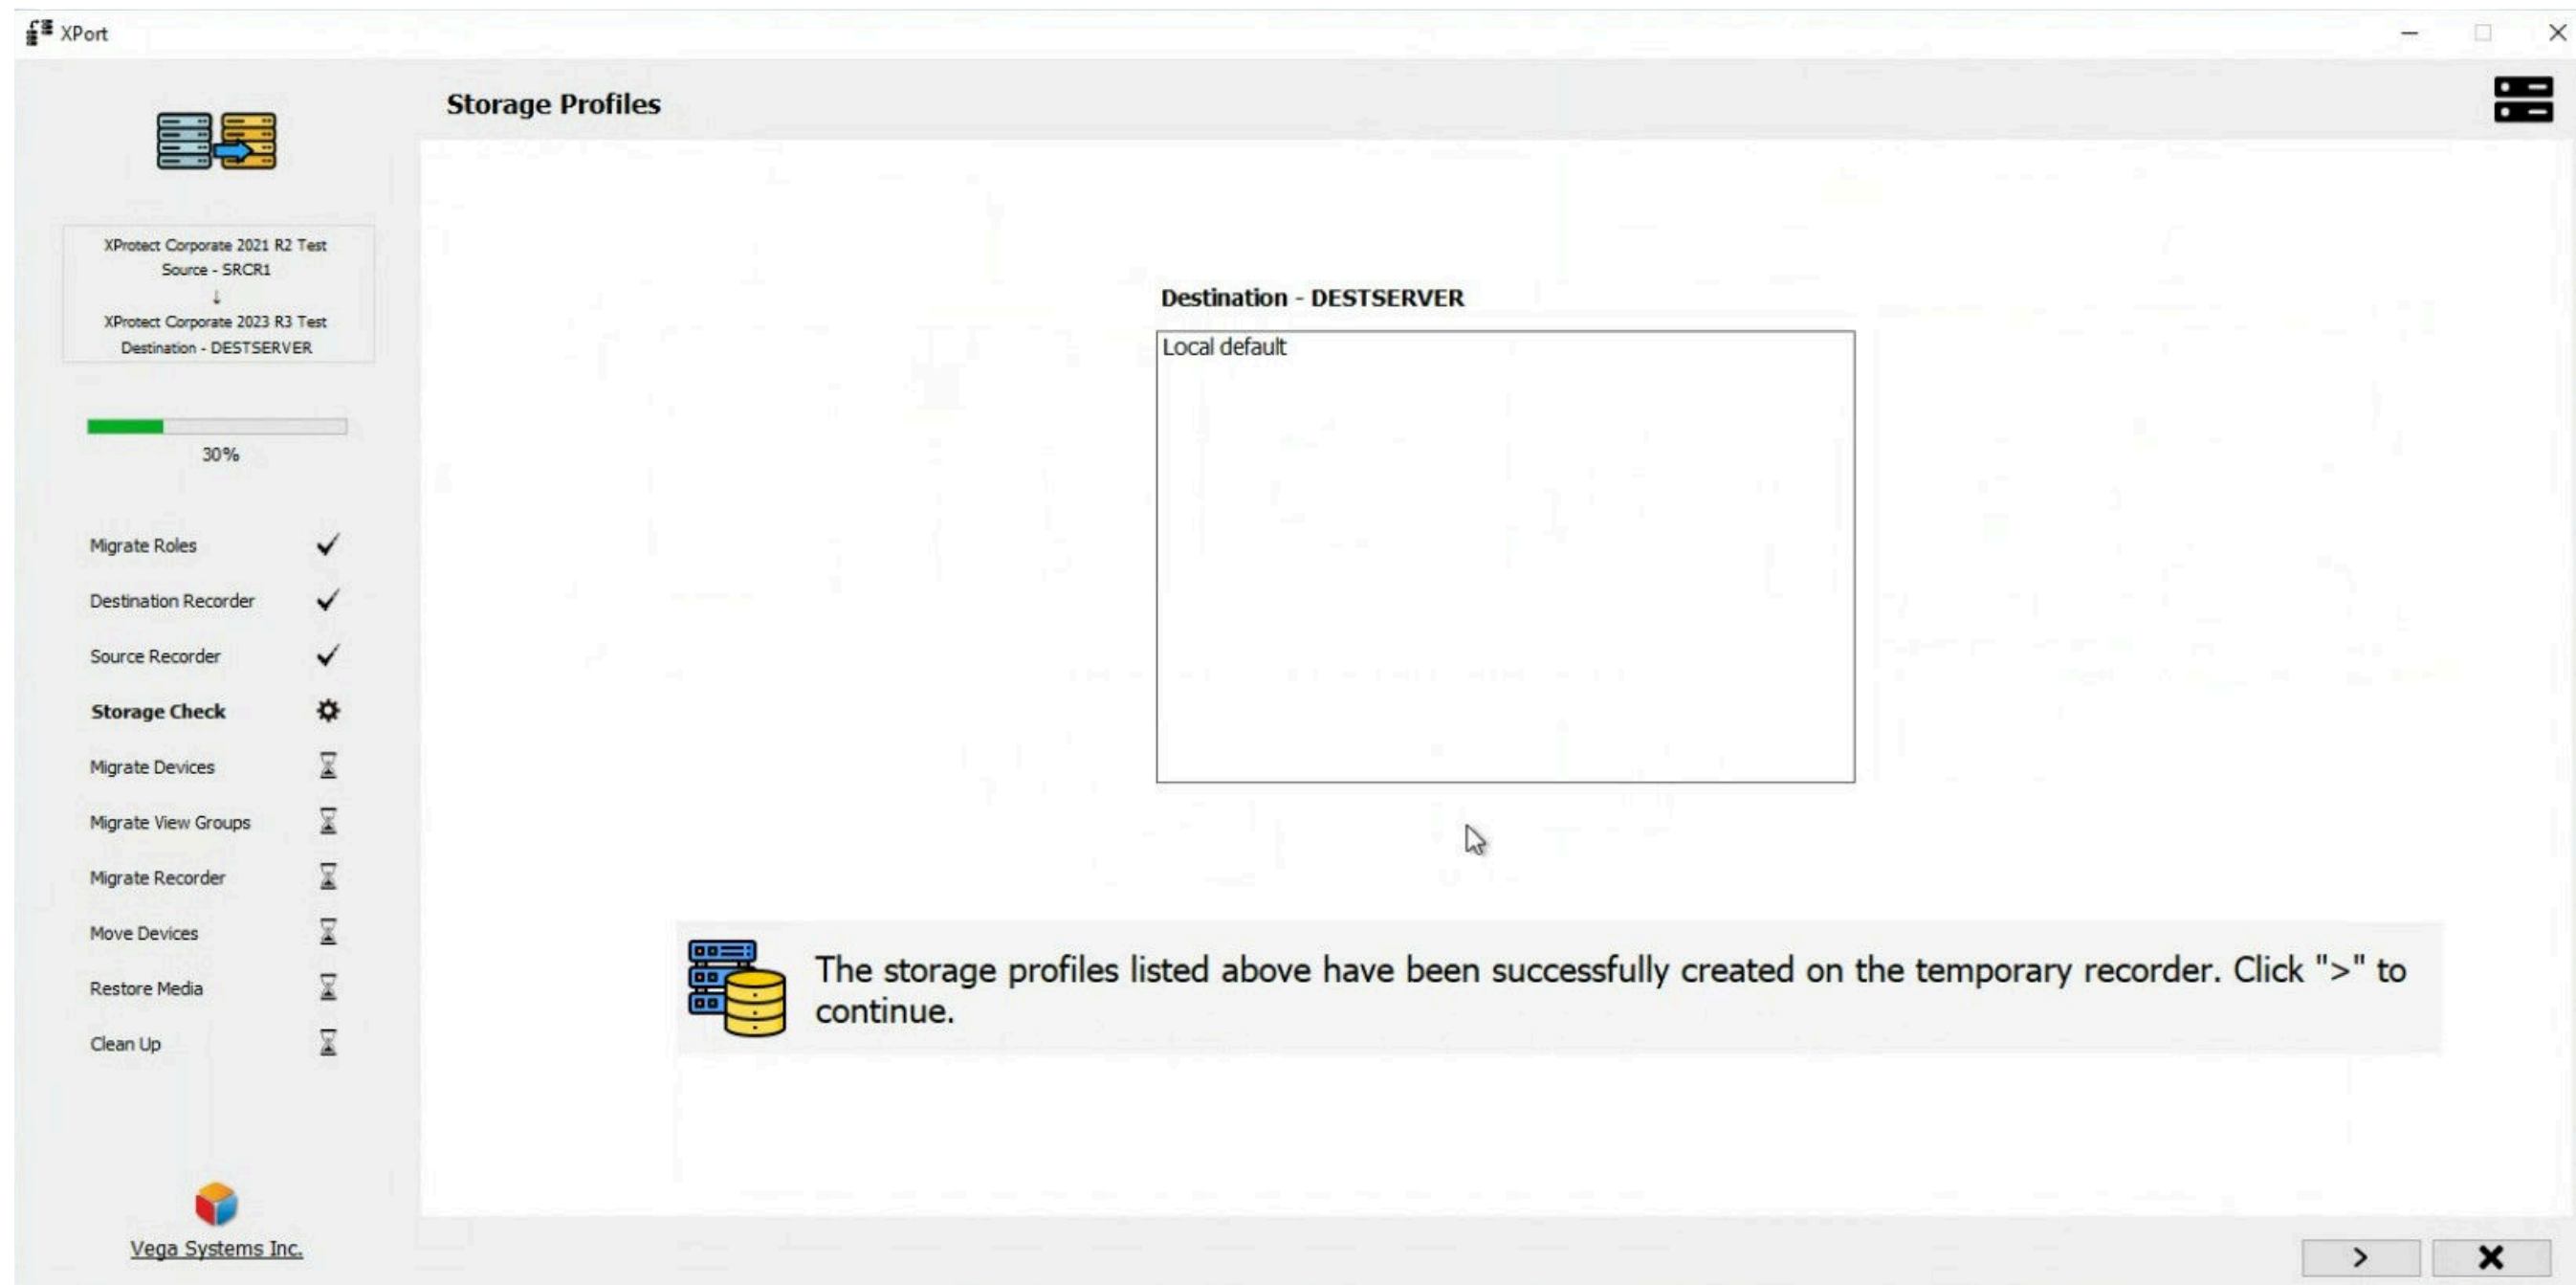 XPort
Storage Profiles
XProtect Corporate 2021 R2 Test
Source - SRCR1
↓
XProtect Corporate 2023 R3 Test
Destination - DESTSERVER
30%
Migrate Roles
Destination Recorder
Source Recorder
Storage Check
Migrate Devices
Migrate View Groups
Migrate Recorder
Move Devices
Restore Media
Clean Up
Vega Systems Inc.
Destination - DESTSERVER
Local default
The storage profiles listed above have been successfully created on the temporary recorder. Click ">" to
continue.
>